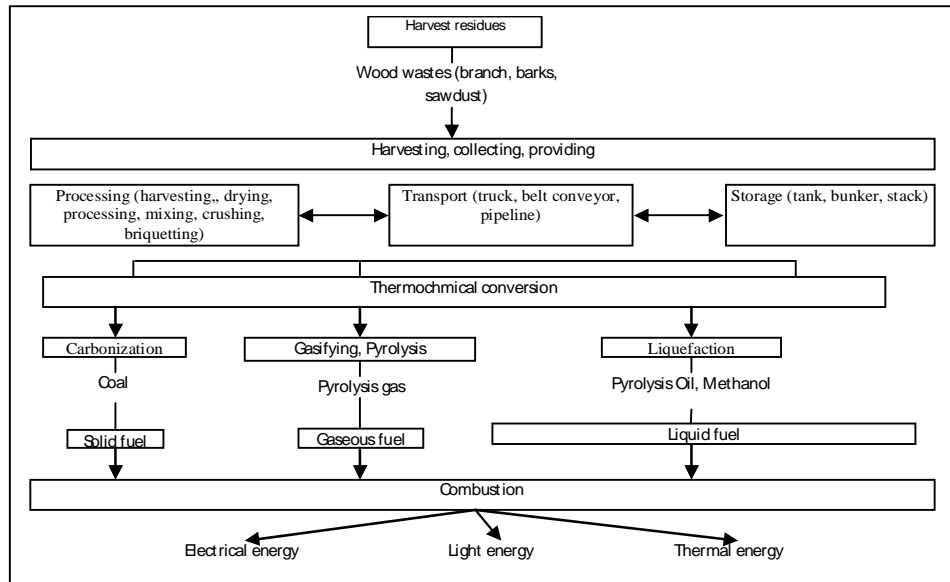 Harvest residues
Wood wastes (branch, barks,
sawdust)
Harvesting, collecting, providing
Processing (harvesting,, drying,
processing, mixing, crushing,
briquetting)
Transport (truck, belt conveyor,
pipeline)
Storage (tank, bunker, stack)
Thermochmical conversion
Carbonization
Gasifying, Pyrolysis
Liquefaction
Coal
Pyrolysis gas
Pyrolysis Oil, Methanol
Solid fuel
Gaseous fuel
Liquid fuel
Combustion
Electrical energy
Light energy
Thermal energy